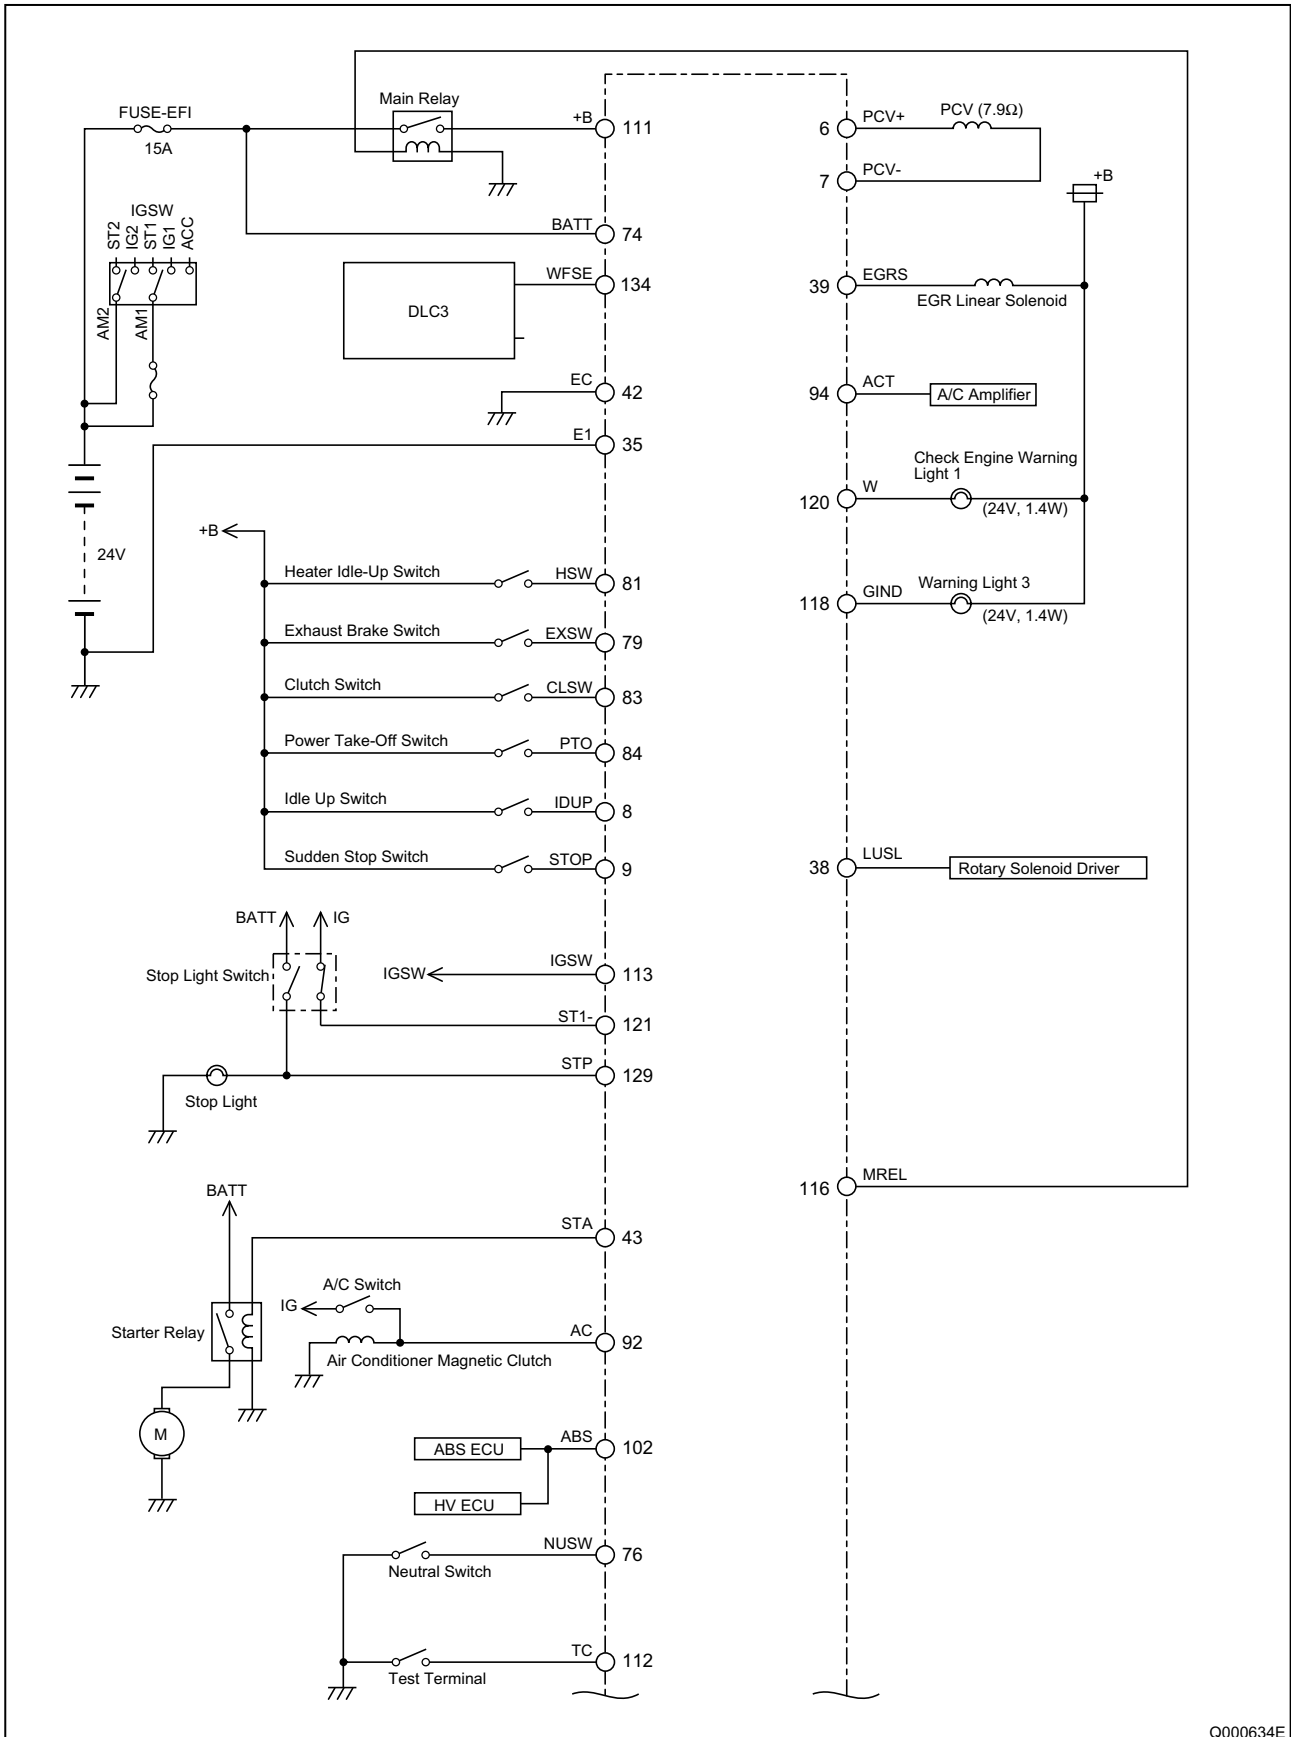 FUSE-EFI
15A
Main Relay
+B
111
6
PCV+
PCV (7.9Ω)
7
PCV-
+B
IGSW
ST2
IG2
ST1
IG1
ACC
AM2
AM1
BATT
74
WFSE
134
DLC3
39
EGRS
EGR Linear Solenoid
EC
42
94
ACT
A/C Amplifier
E1
35
Check Engine Warning
Light 1
120
W
(24V, 1.4W)
24V
+B
Heater Idle-Up Switch
HSW
81
118
GIND
Warning Light 3
(24V, 1.4W)
Exhaust Brake Switch
EXSW
79
Clutch Switch
CLSW
83
Power Take-Off Switch
PTO
84
Idle Up Switch
IDUP
8
Sudden Stop Switch
STOP
9
38
LUSL
Rotary Solenoid Driver
BATT
IG
Stop Light Switch
IGSW
IGSW
113
ST1-
121
STP
129
Stop Light
116
MREL
BATT
STA
43
A/C Switch
IG
Starter Relay
AC
92
Air Conditioner Magnetic Clutch
M
ABS ECU
ABS
102
HV ECU
NUSW
76
Neutral Switch
TC
112
Test Terminal
Q000634E